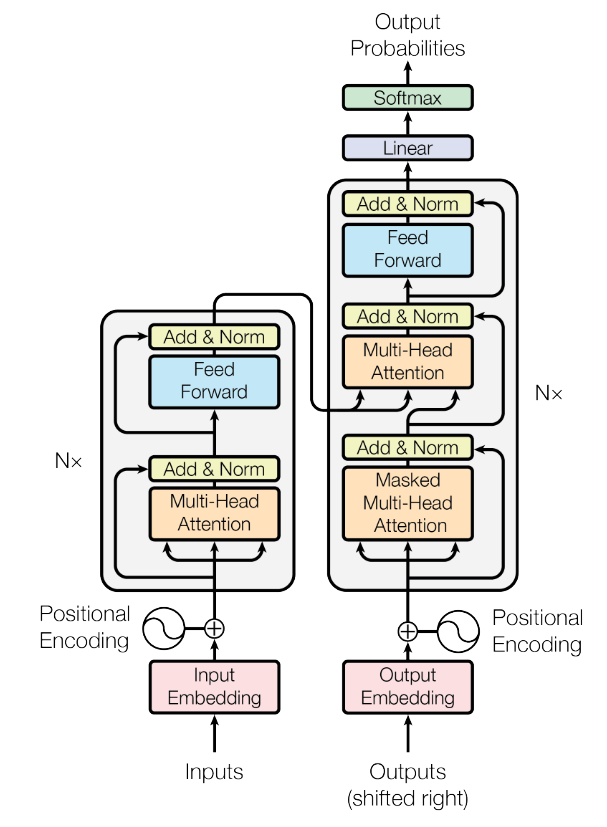 Output
Probabilities
Softmax
Linear
Add & Norm
Feed
Forward
Add & Norm
Multi-Head
Attention
Add & Norm
Masked
Multi-Head
Attention
N×
Add & Norm
Feed
Forward
Add & Norm
Multi-Head
Attention
N×
Positional
Encoding
Positional
Encoding
Input
Embedding
Output
Embedding
Inputs
Outputs
(shifted right)